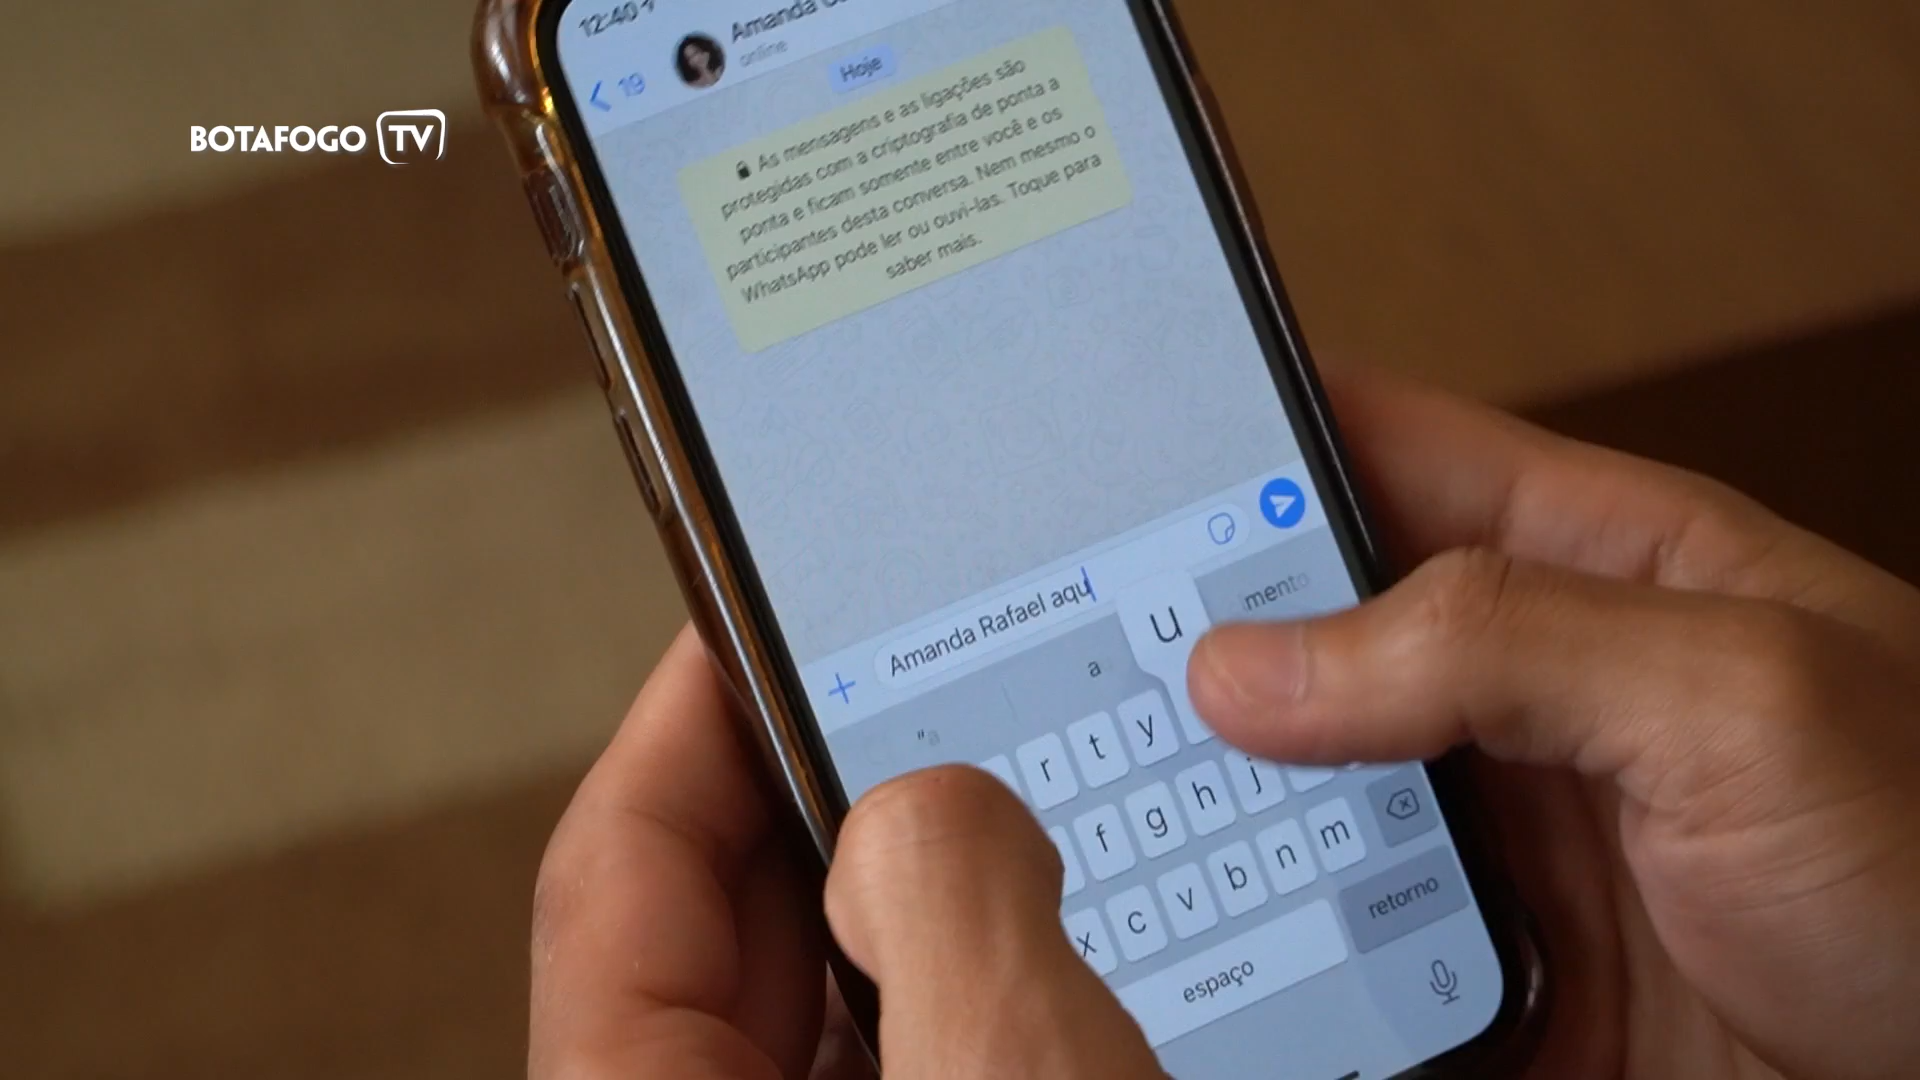 12:40
BOTAFOGO TV
Amanda
online
19
Hoje
As mensagens e as ligações são
protegidas com a criptografia de ponta a
ponta e ficam somente entre você e os
participantes desta conversa. Nem mesmo o
WhatsApp pode ler ou ouvi-las. Toque para
saber mais.
Amanda Rafael aqu
"a a mento
u
r t y
f g h j
x c v b n m
espaço retorno